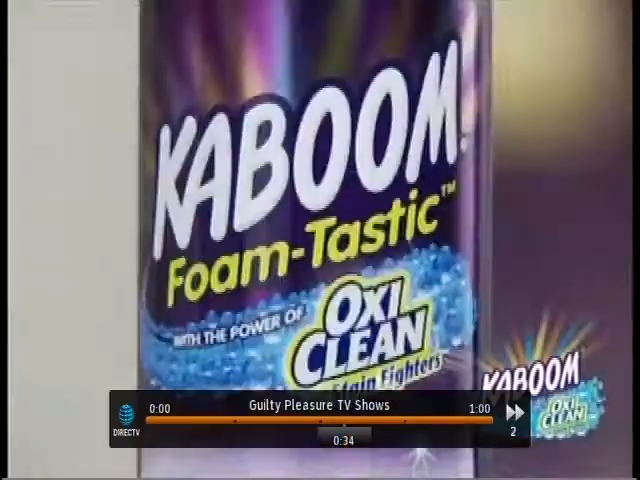 KABOOM!
Foam-Tastic™
WITH THE POWER OF
OXI
CLEAN
Stain Fighters
KABOOM
OXI
CLEAN
0:00 Guilty Pleasure TV Shows 1:00
DIRECTV
2
0:34